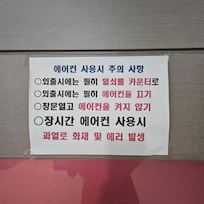 에어컨 사용시 주의 사항
○외출시에는 필히 열쇠를 카운터로
○외출시에는 필히 에어컨을 끄기
○창문열고 에어컨을 켜지 않기
○장시간 에어컨 사용시
과열로 화재 및 에러 발생